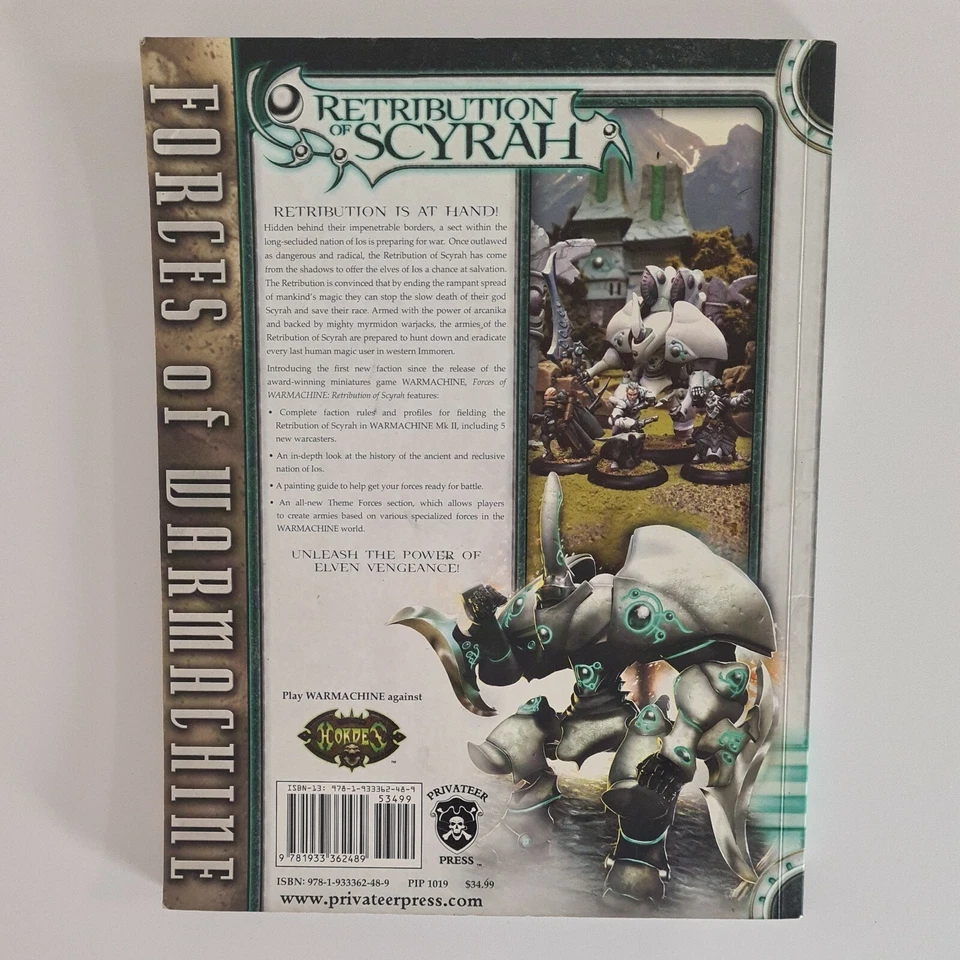 FORCES of WARMACHINE
RETRIBUTION
OF SCYRAH
RETRIBUTION IS AT HAND!
Hidden behind their impenetrable borders, a sect within the
long-secluded nation of Ios is preparing for war. Once outlawed
as dangerous and radical, the Retribution of Scyrah has come
from the shadows to offer the elves of Ios a chance at salvation.
The Retribution is convinced that by ending the rampant spread
of mankind's magic they can stop the slow death of their god
Scyrah and save their race. Armed with the power of arcanika
and backed by mighty myrmidon warjacks, the armies of the
Retribution of Scyrah are prepared to hunt down and eradicate
every last human magic user in western Immoren.
Introducing the first new faction since the release of the
award-winning miniatures game WARMACHINE, Forces of
WARMACHINE: Retribution of Scyrah features:
• Complete faction rules and profiles for fielding the
Retribution of Scyrah in WARMACHINE Mk II, including 5
new warcasters.
• An in-depth look at the history of the ancient and reclusive
nation of Ios.
• A painting guide to help get your forces ready for battle.
• An all-new Theme Forces section, which allows players
to create armies based on various specialized forces in the
WARMACHINE world.
UNLEASH THE POWER OF
ELVEN VENGEANCE!
Play WARMACHINE against
HORDES™
ISBN-13: 978-1-933362-48-9
53499
9 781933 362489
PRIVATEER
PRESS™
ISBN: 978-1-933362-48-9 PIP 1019 $34.99
www.privateerpress.com